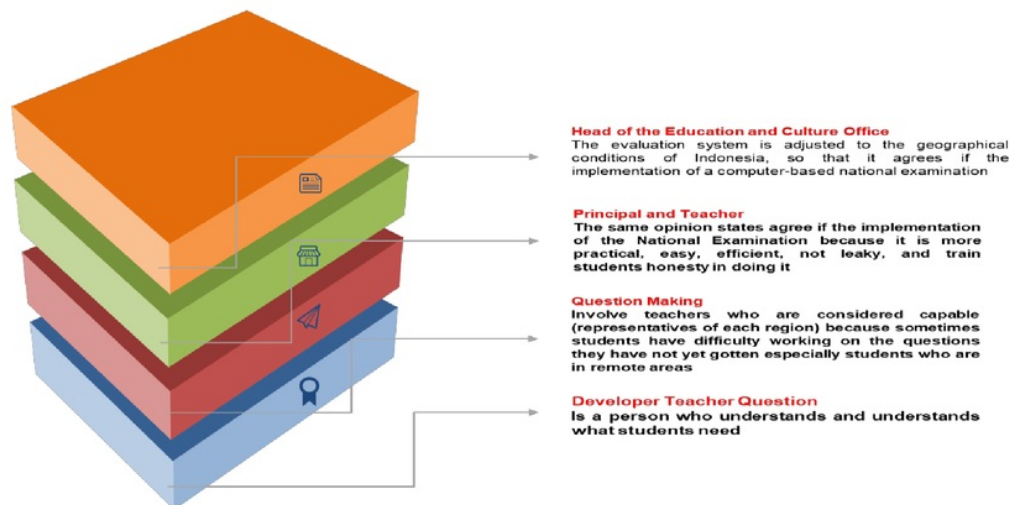 Head of the Education and Culture Office
The evaluation system is adjusted to the geographical
conditions of Indonesia, so that it agrees if the
implementation of a computer-based national examination
Principal and Teacher
The same opinion states agree if the implementation
of the National Examination because it is more
practical, easy, efficient, not leaky, and train
students honesty in doing it
Question Making
Involve teachers who are considered capable
(representatives of each region) because sometimes
students have difficulty working on the questions
they have not yet gotten especially students who are
in remote areas
Developer Teacher Question
Is a person who understands and understands
what students need